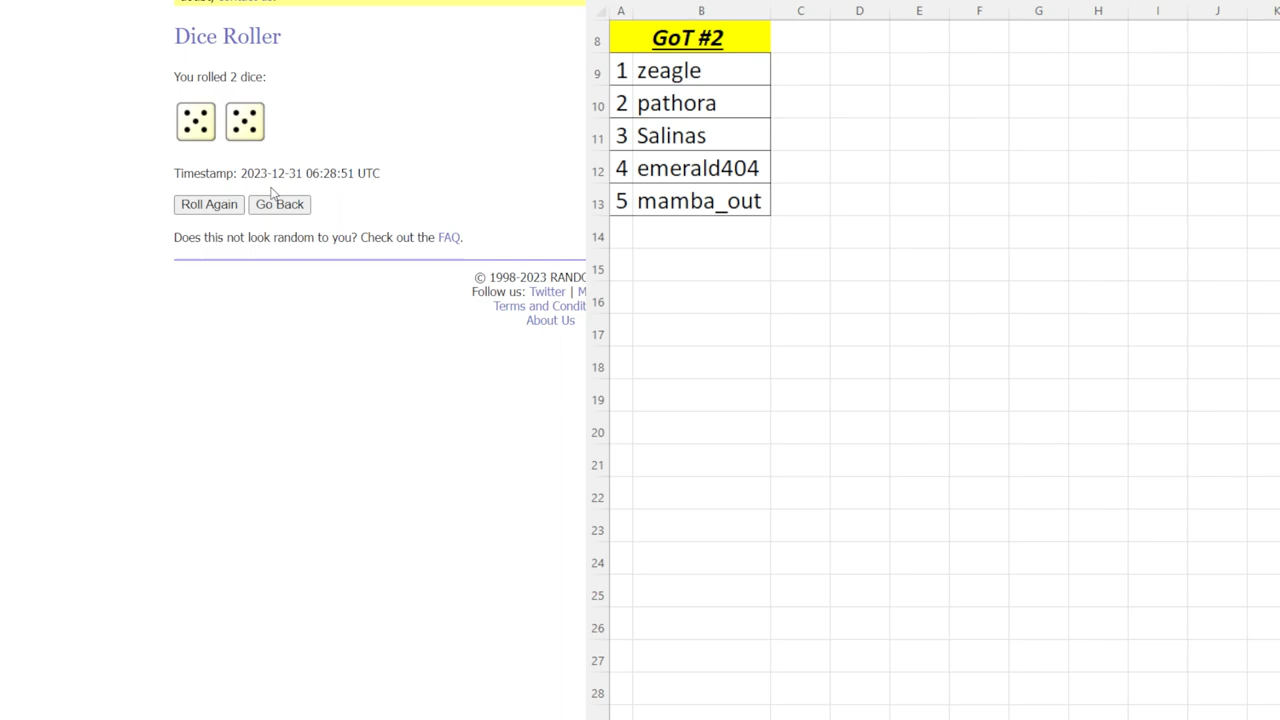 Dice Roller
You rolled 2 dice:
Timestamp: 2023-12-31 06:28:51 UTC
Roll Again Go Back
Does this not look random to you? Check out the FAQ.
© 1998-2023
Follow us: Twitter |
Terms and
About Us
A B C D E F G H I J K
8 GoT #2
9 1 zeagle
10 2 pathora
11 3 Salinas
12 4 emerald404
13 5 mamba_out
14
15
16
17
18
19
20
21
22
23
24
25
26
27
28